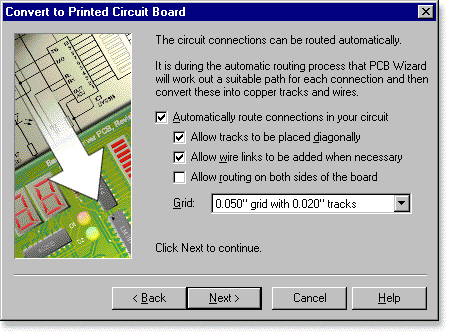 Convert to Printed Circuit Board
The circuit connections can be routed automatically.
It is during the automatic routing process that PCB Wizard
will work out a suitable path for each connection and then
convert these into copper tracks and wires.
Automatically route connections in your circuit
Allow tracks to be placed diagonally
Allow wire links to be added when necessary
Allow routing on both sides of the board
Grid:
0.050" grid with 0.020" tracks
Click Next to continue.
< Back
Next >
Cancel
Help